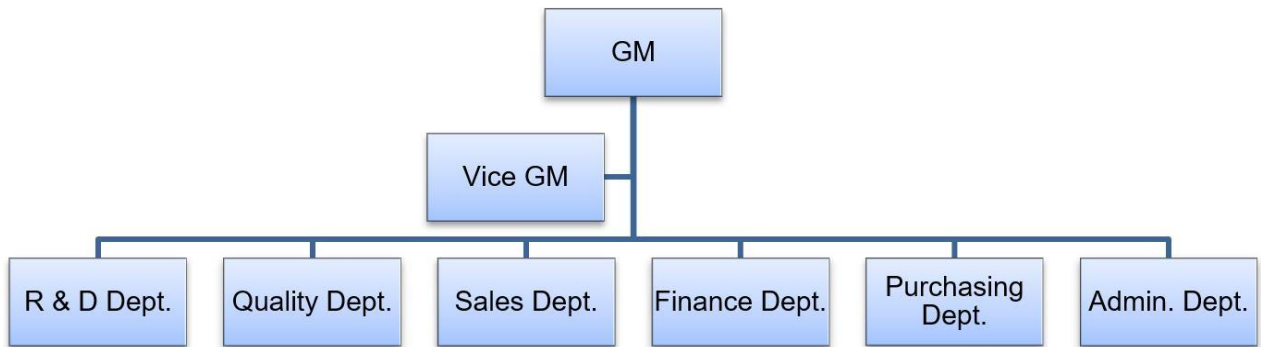 GM
Vice GM
R & D Dept.
Quality Dept.
Sales Dept.
Finance Dept.
Purchasing
Dept.
Admin. Dept.